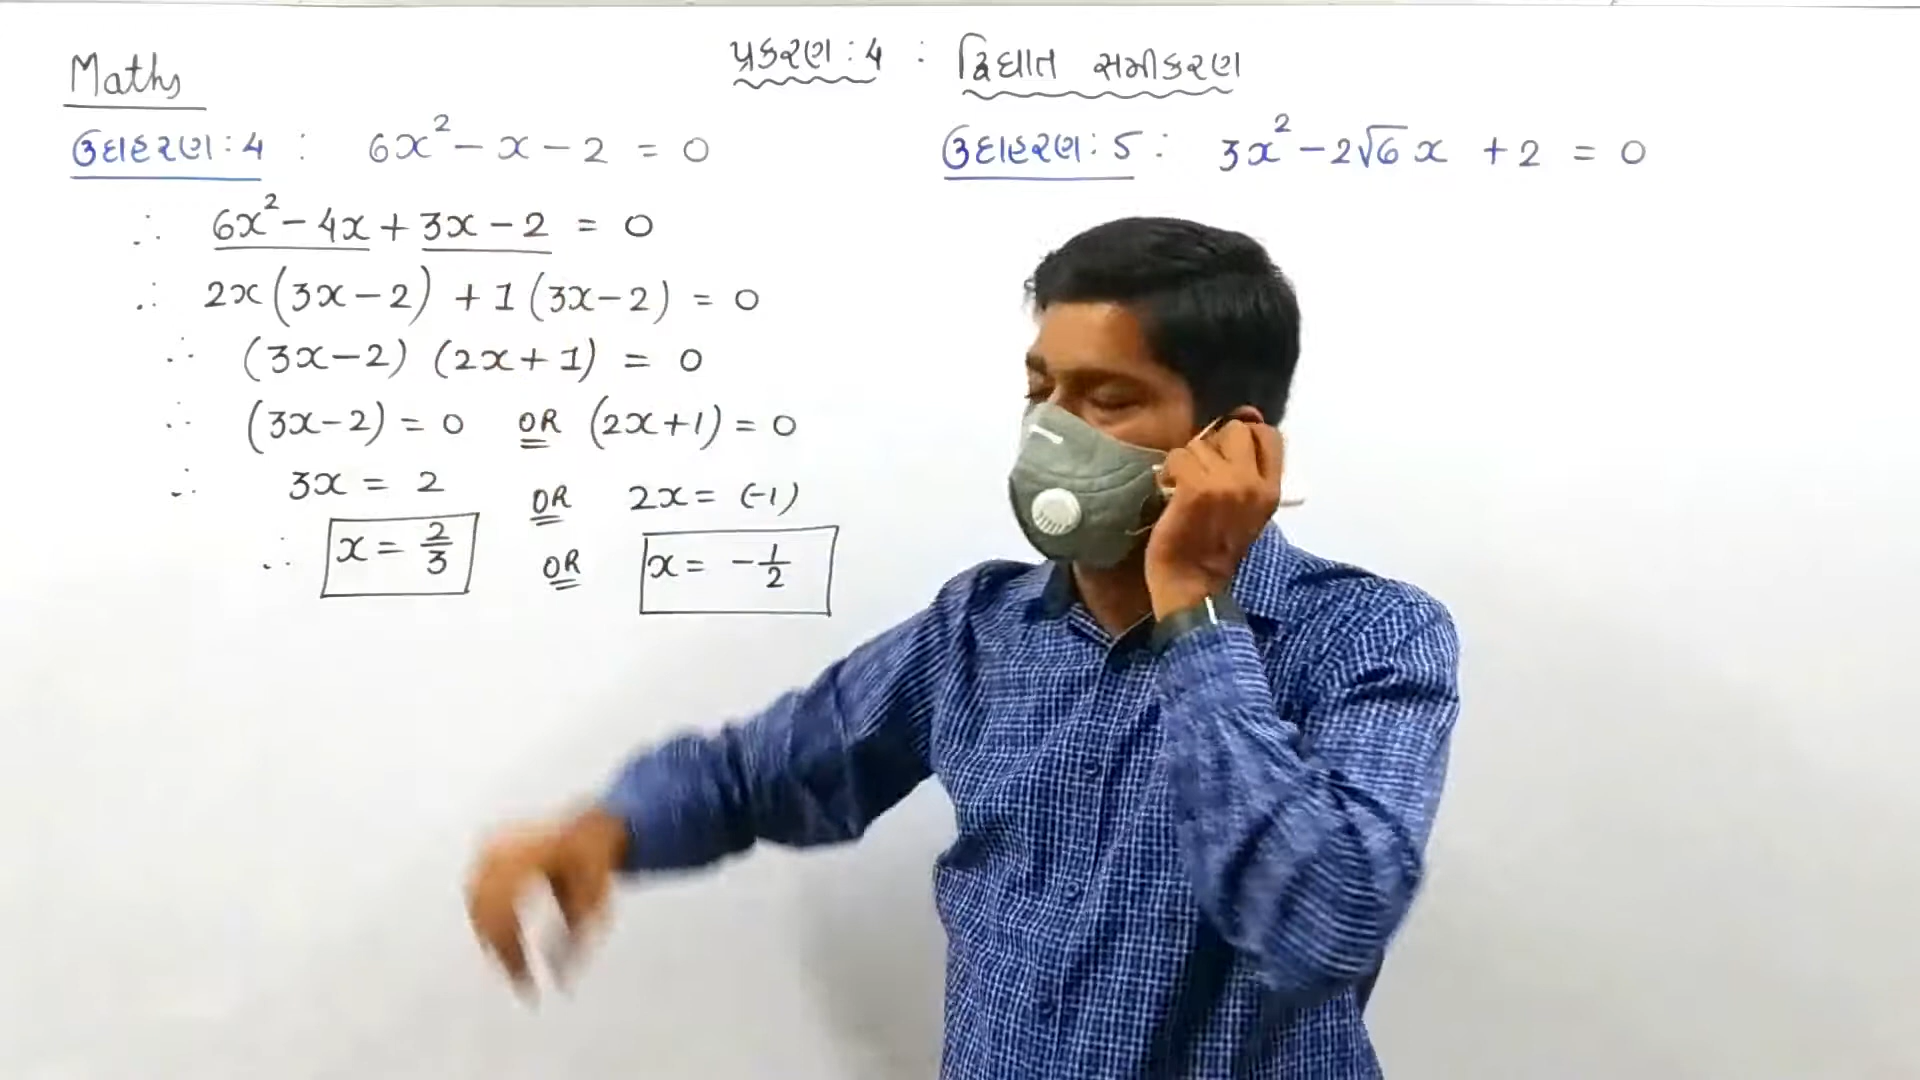 Maths
પ્રકરણ : 4 : દ્વિઘાત સમીકરણ
ઉદાહરણ : 4 : 6x² − x − 2 = 0
∴ 6x² − 4x + 3x − 2 = 0
∴ 2x(3x − 2) + 1(3x − 2) = 0
∴ (3x − 2) (2x + 1) = 0
∴ (3x − 2) = 0 OR (2x + 1) = 0
∴ 3x = 2 OR 2x = (−1)
∴ x = 2/3 OR x = −1/2
ઉદાહરણ : 5 : 3x² − 2√6 x + 2 = 0